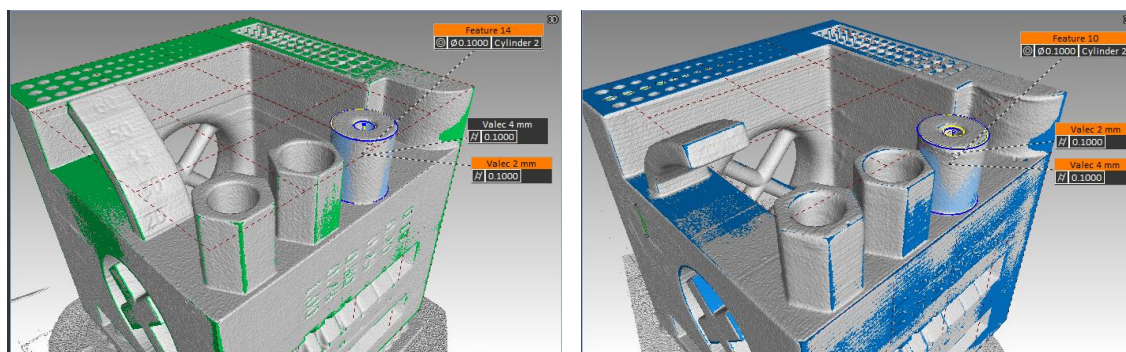 Feature 14
◎ Ø0.1000 Cylinder 2
Valec 4 mm
⌭ 0.1000
Valec 2 mm
⌭ 0.1000
Feature 10
◎ Ø0.1000 Cylinder 2
Valec 2 mm
⌭ 0.1000
Valec 4 mm
⌭ 0.1000